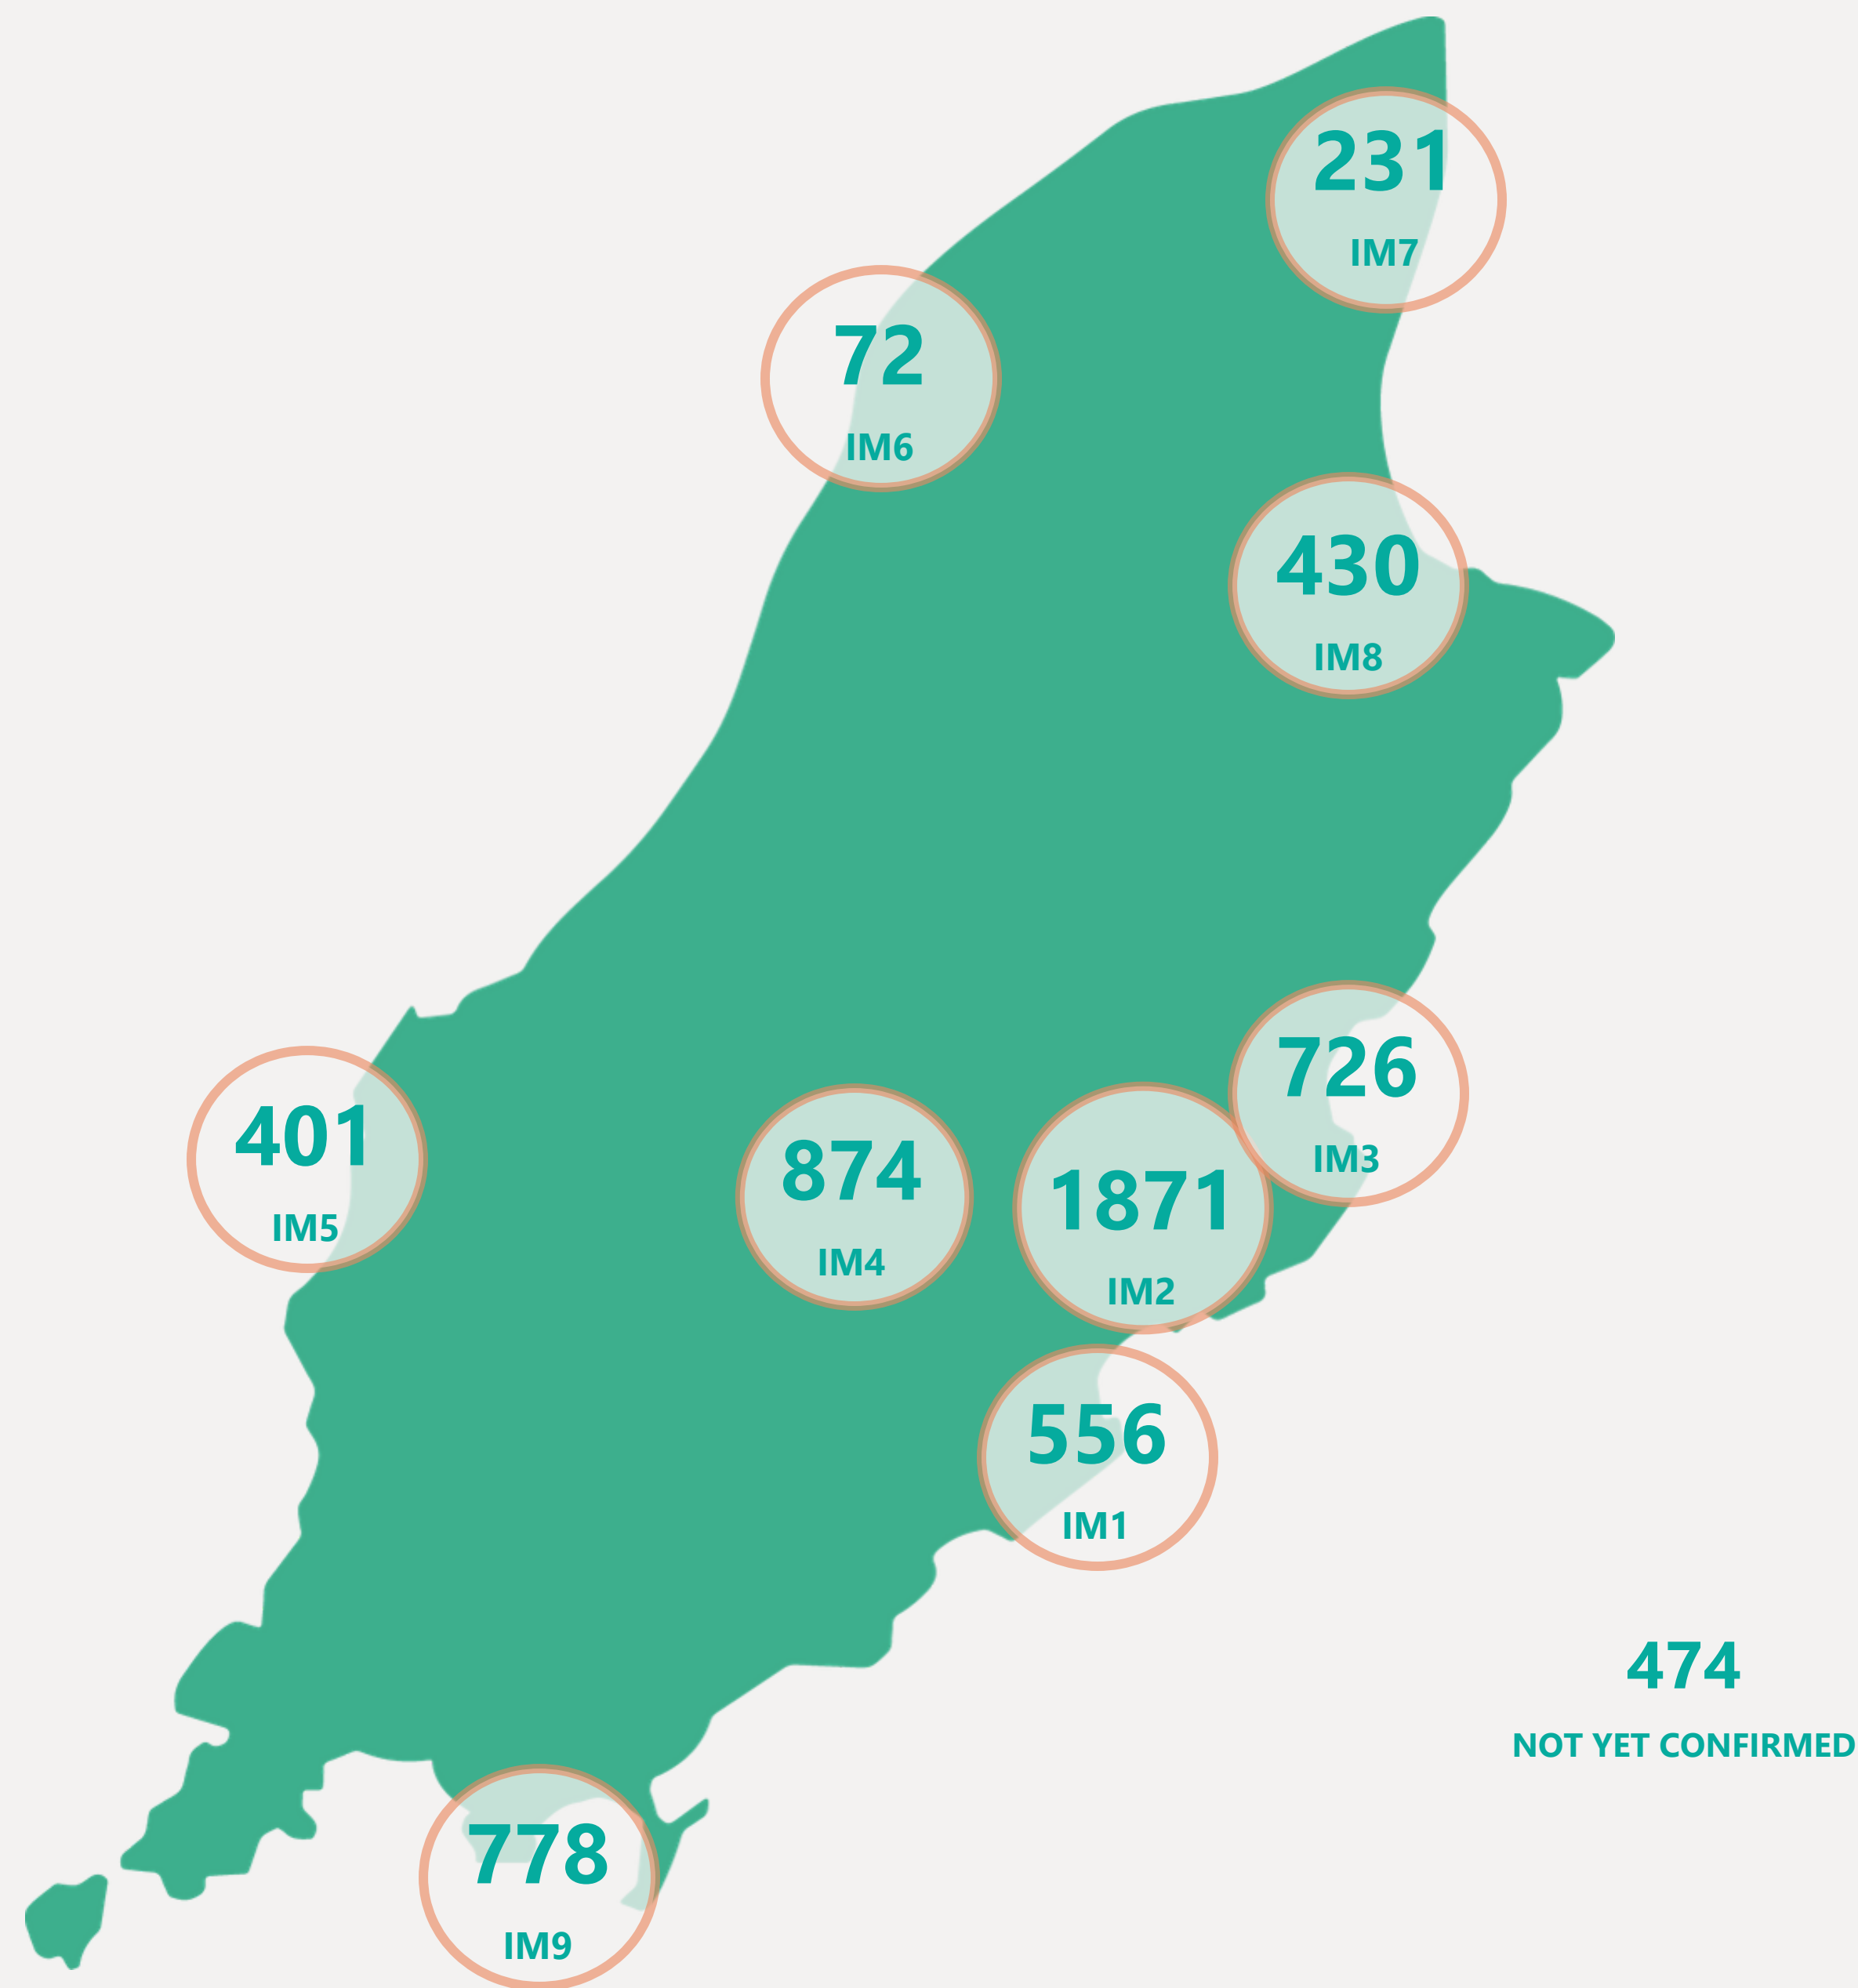 231
IM7
72
IM6
430
IM8
726
IM3
401
IM5
874
IM4
1871
IM2
556
IM1
474
NOT YET CONFIRMED
778
IM9